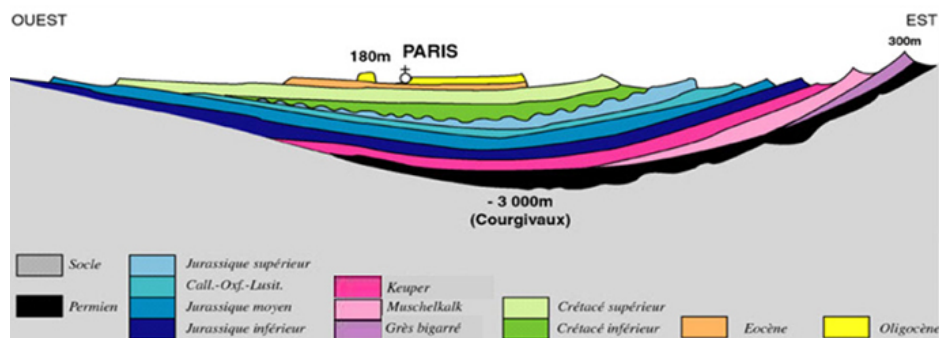 OUEST
EST
PARIS
180m
300m
- 3 000m
(Courgivaux)
Socle
Permien
Jurassique supérieur
Call.-Oxf.-Lusit.
Jurassique moyen
Jurassique inférieur
Keuper
Muschelkalk
Grès bigarré
Crétacé supérieur
Crétacé inférieur
Eocène
Oligocène